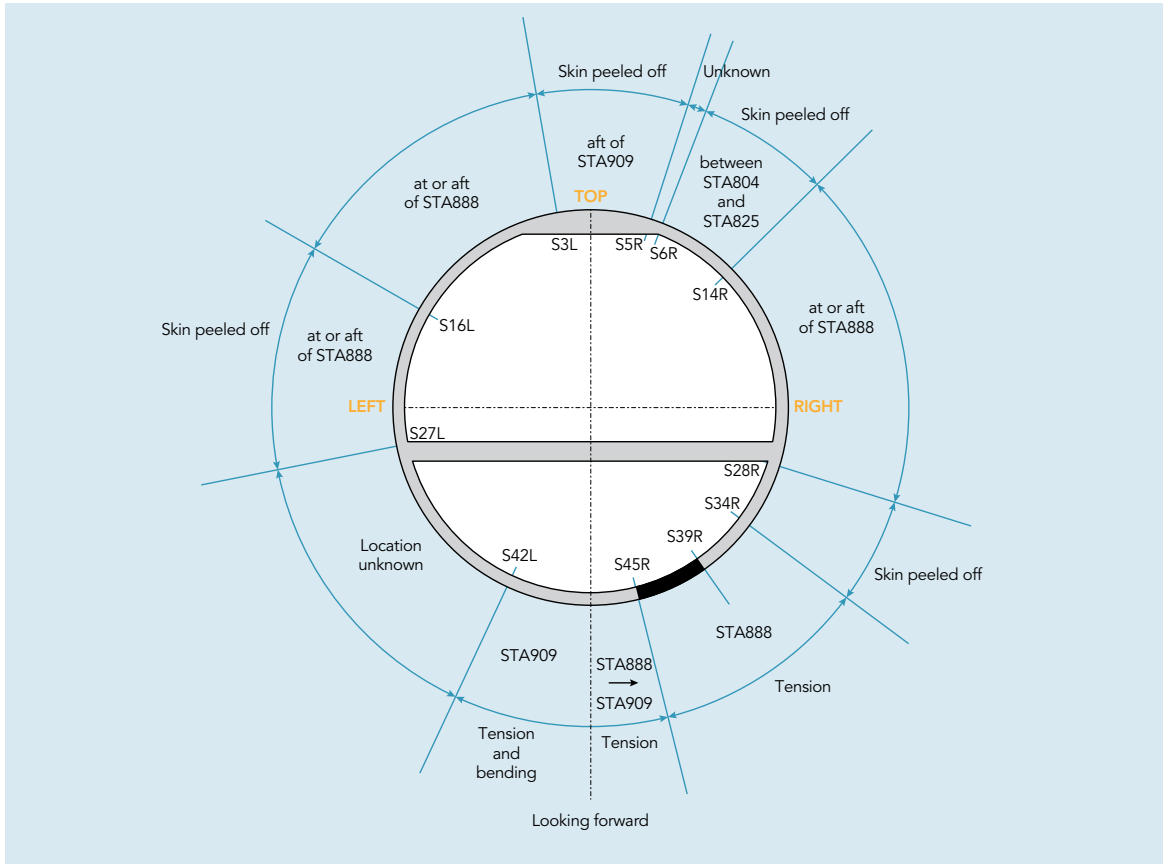 Skin peeled off
Unknown
Skin peeled off
aft of
STA909
between
STA804
and
STA825
at or aft
of STA888
TOP
S3L
S5R
S6R
S14R
S16L
Skin peeled off
at or aft
of STA888
at or aft
of STA888
LEFT
RIGHT
S27L
S28R
S34R
S39R
S45R
S42L
Location
unknown
Skin peeled off
STA888
STA909
STA888
STA909
Tension
Tension
and
bending
Tension
Looking forward